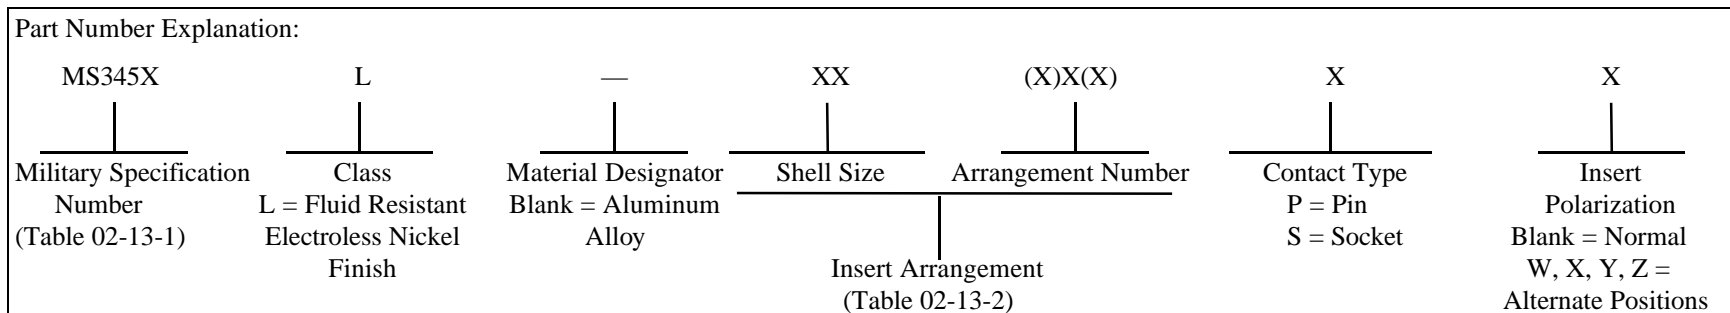 Part Number Explanation:
MS345X L — XX (X)X(X) X X
Military Specification Class Material Designator Shell Size Arrangement Number Contact Type Insert
Number L = Fluid Resistant Blank = Aluminum P = Pin Polarization
(Table 02-13-1) Electroless Nickel Alloy S = Socket Blank = Normal
Finish Insert Arrangement W, X, Y, Z =
(Table 02-13-2) Alternate Positions